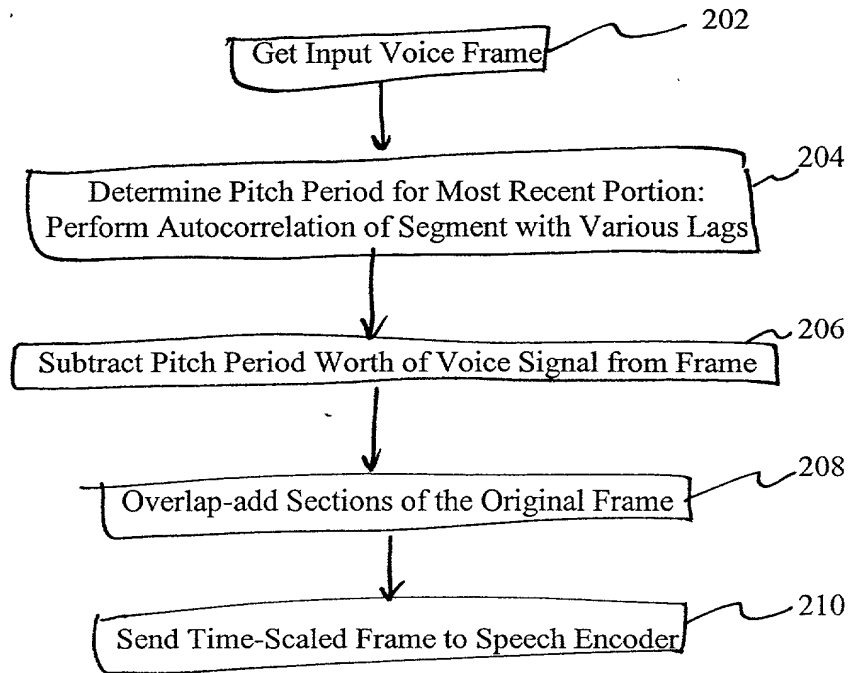 202
Get Input Voice Frame
204
Determine Pitch Period for Most Recent Portion:
Perform Autocorrelation of Segment with Various Lags
206
Subtract Pitch Period Worth of Voice Signal from Frame
208
Overlap-add Sections of the Original Frame
210
Send Time-Scaled Frame to Speech Encoder